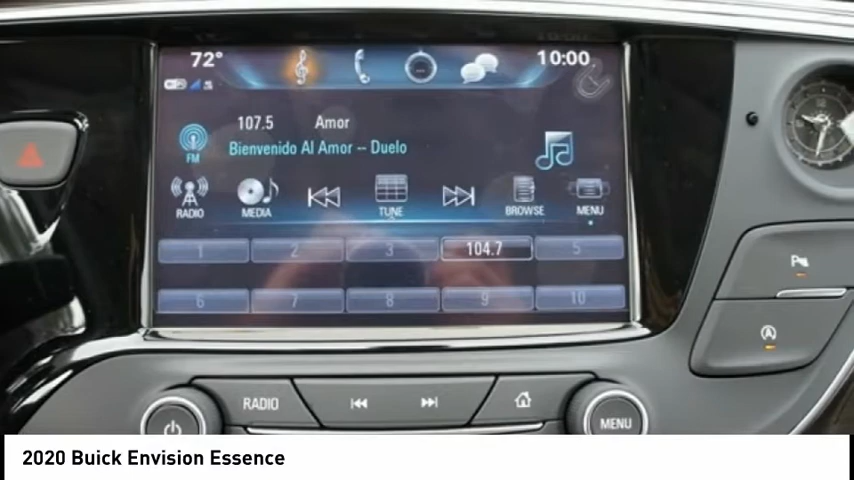 72° 10:00
107.5 Amor
FM Bienvenido Al Amor -- Duelo
RADIO MEDIA TUNE BROWSE MENU
1 2 3 104.7 5
6 7 8 9 10
RADIO MENU
2020 Buick Envision Essence